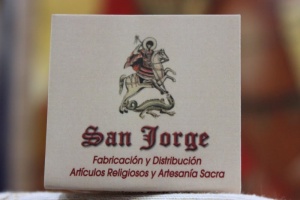 San Jorge
Fabricación y Distribución
Artículos Religiosos y Artesanía Sacra